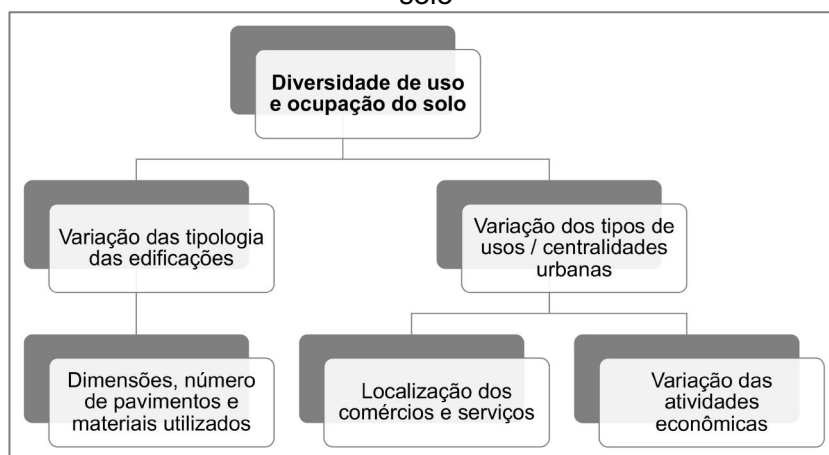 solo
Diversidade de uso
e ocupação do solo
Variação das tipologia
das edificações
Variação dos tipos de
usos / centralidades
urbanas
Dimensões, número
de pavimentos e
materiais utilizados
Localização dos
comércios e serviços
Variação das
atividades
econômicas